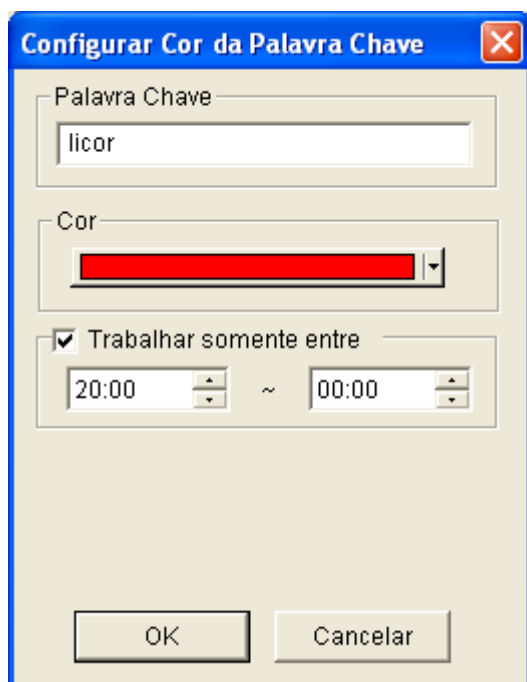 Configurar Cor da Palavra Chave
Palavra Chave
licor
Cor
Trabalhar somente entre
20:00 ~ 00:00
OK Cancelar